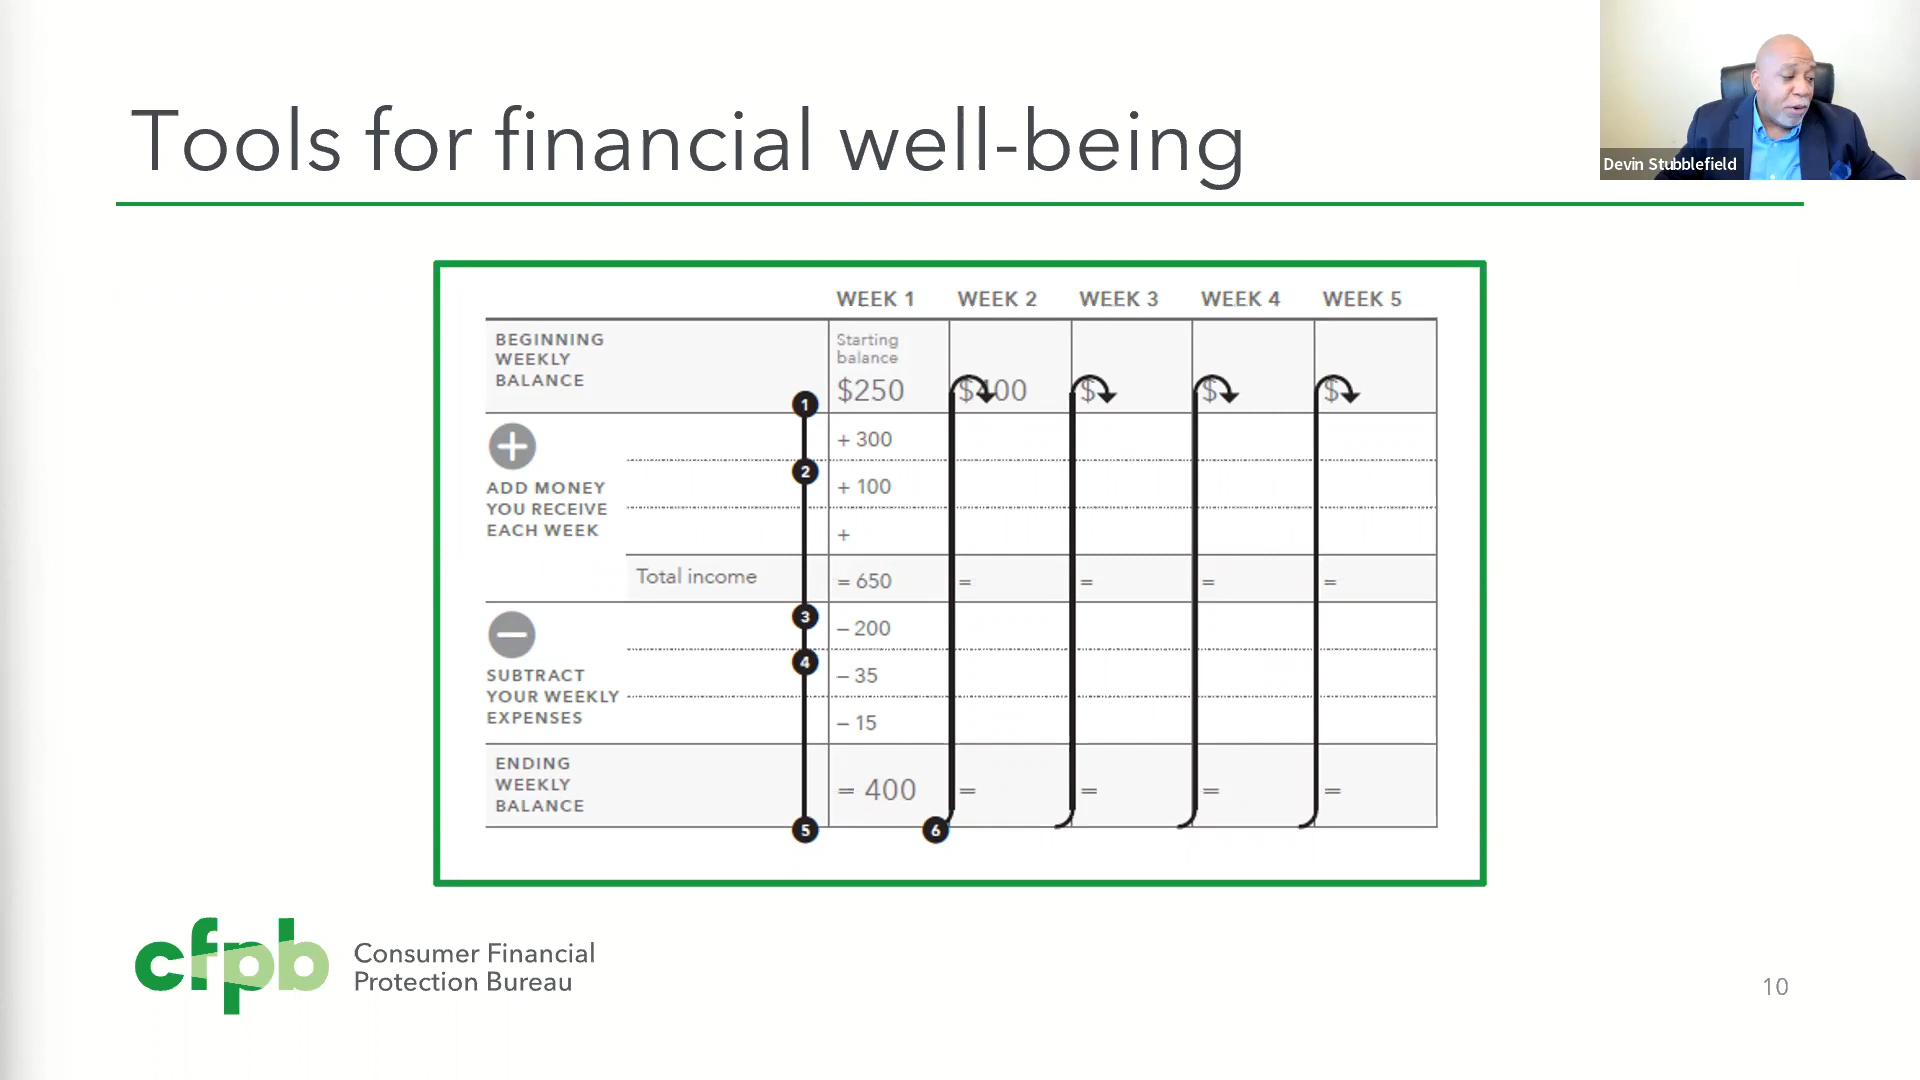 Tools for financial well-being
Devin Stubblefield
WEEK 1 WEEK 2 WEEK 3 WEEK 4 WEEK 5
BEGINNING
WEEKLY
BALANCE
Starting
balance
$250 $400 $ $ $
1
+ 300
2
+ 100
ADD MONEY
YOU RECEIVE
EACH WEEK
+
Total income = 650 = = = =
3
– 200
4
– 35
SUBTRACT
YOUR WEEKLY
EXPENSES
– 15
ENDING
WEEKLY
BALANCE
= 400 = = = =
5 6
cfpb
Consumer Financial
Protection Bureau
10